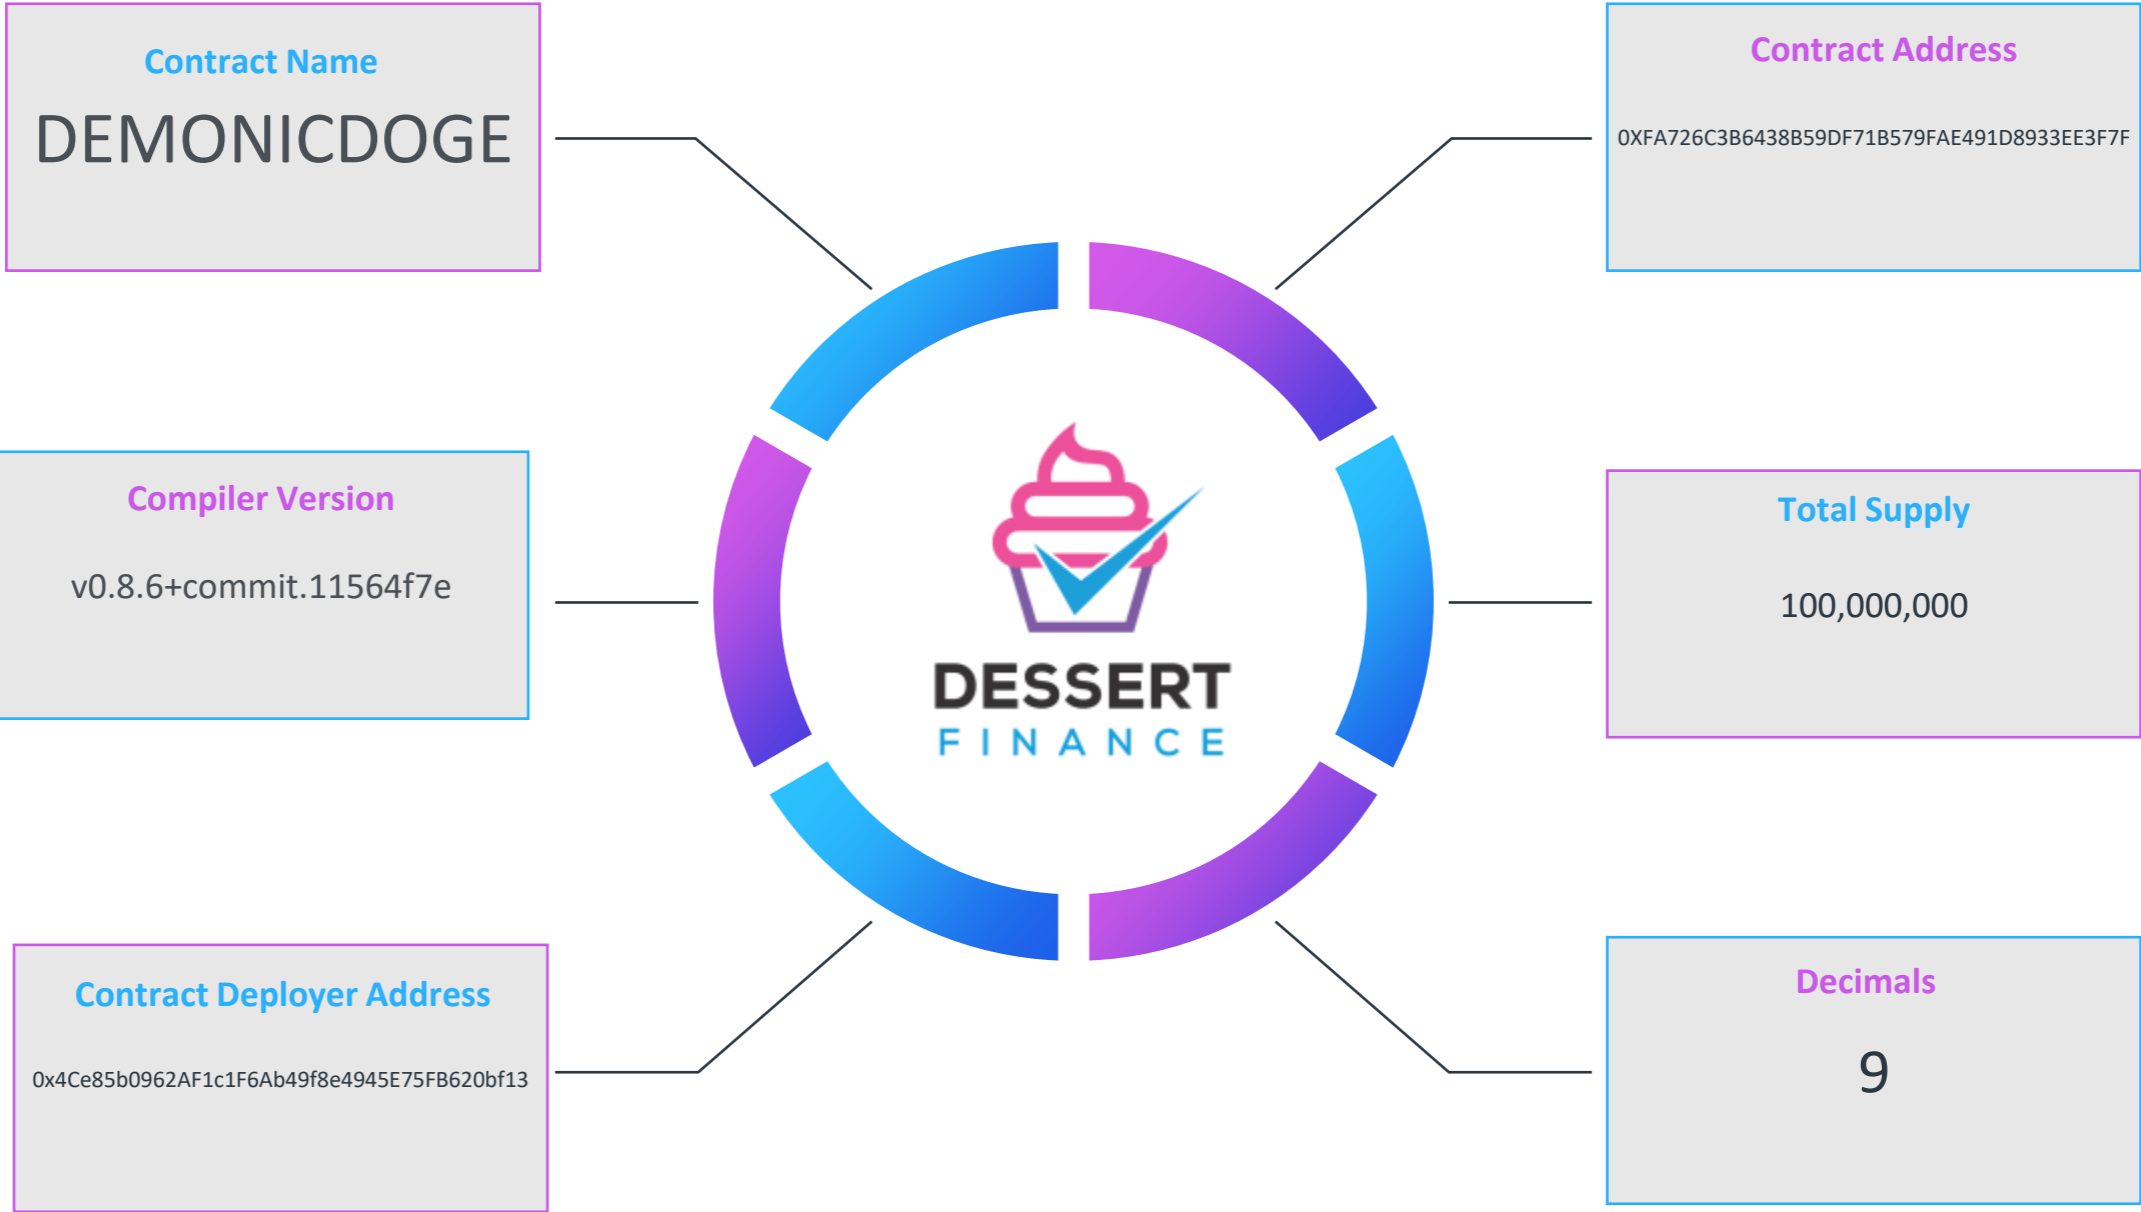 Contract Name
DEMONICDOGE
Contract Address
0XFA726C3B6438B59DF71B579FAE491D8933EE3F7F
Compiler Version
v0.8.6+commit.11564f7e
DESSERT
FINANCE
Total Supply
100,000,000
Contract Deployer Address
0x4Ce85b0962AF1c1F6Ab49f8e4945E75FB620bf13
Decimals
9